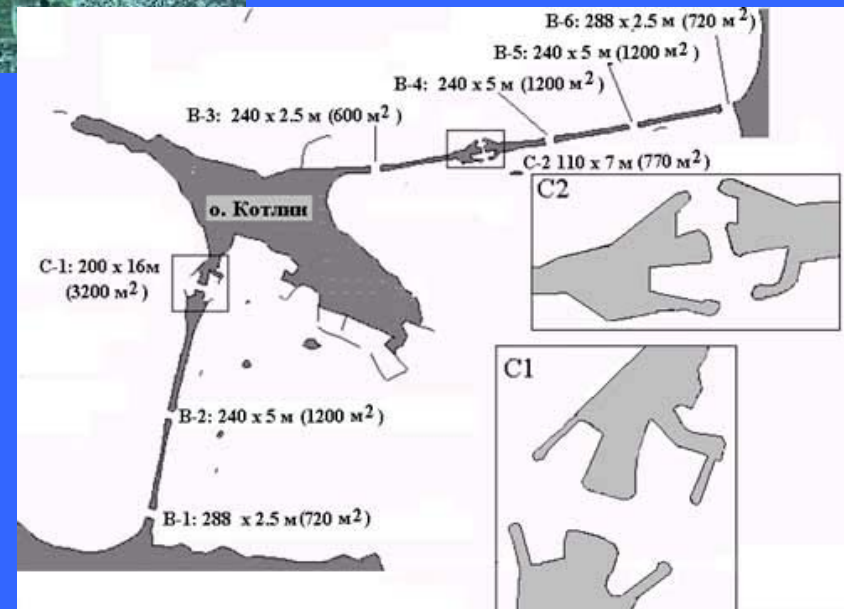 В-6: 288 x 2.5 м (720 м²)
В-5: 240 x 5 м (1200 м²)
В-4: 240 x 5 м (1200 м²)
В-3: 240 x 2.5 м (600 м²)
С-2 110 x 7 м (770 м²)
С2
о. Котлин
С-1: 200 x 16м
(3200 м²)
С1
В-2: 240 x 5 м (1200 м²)
В-1: 288 x 2.5 м (720 м²)